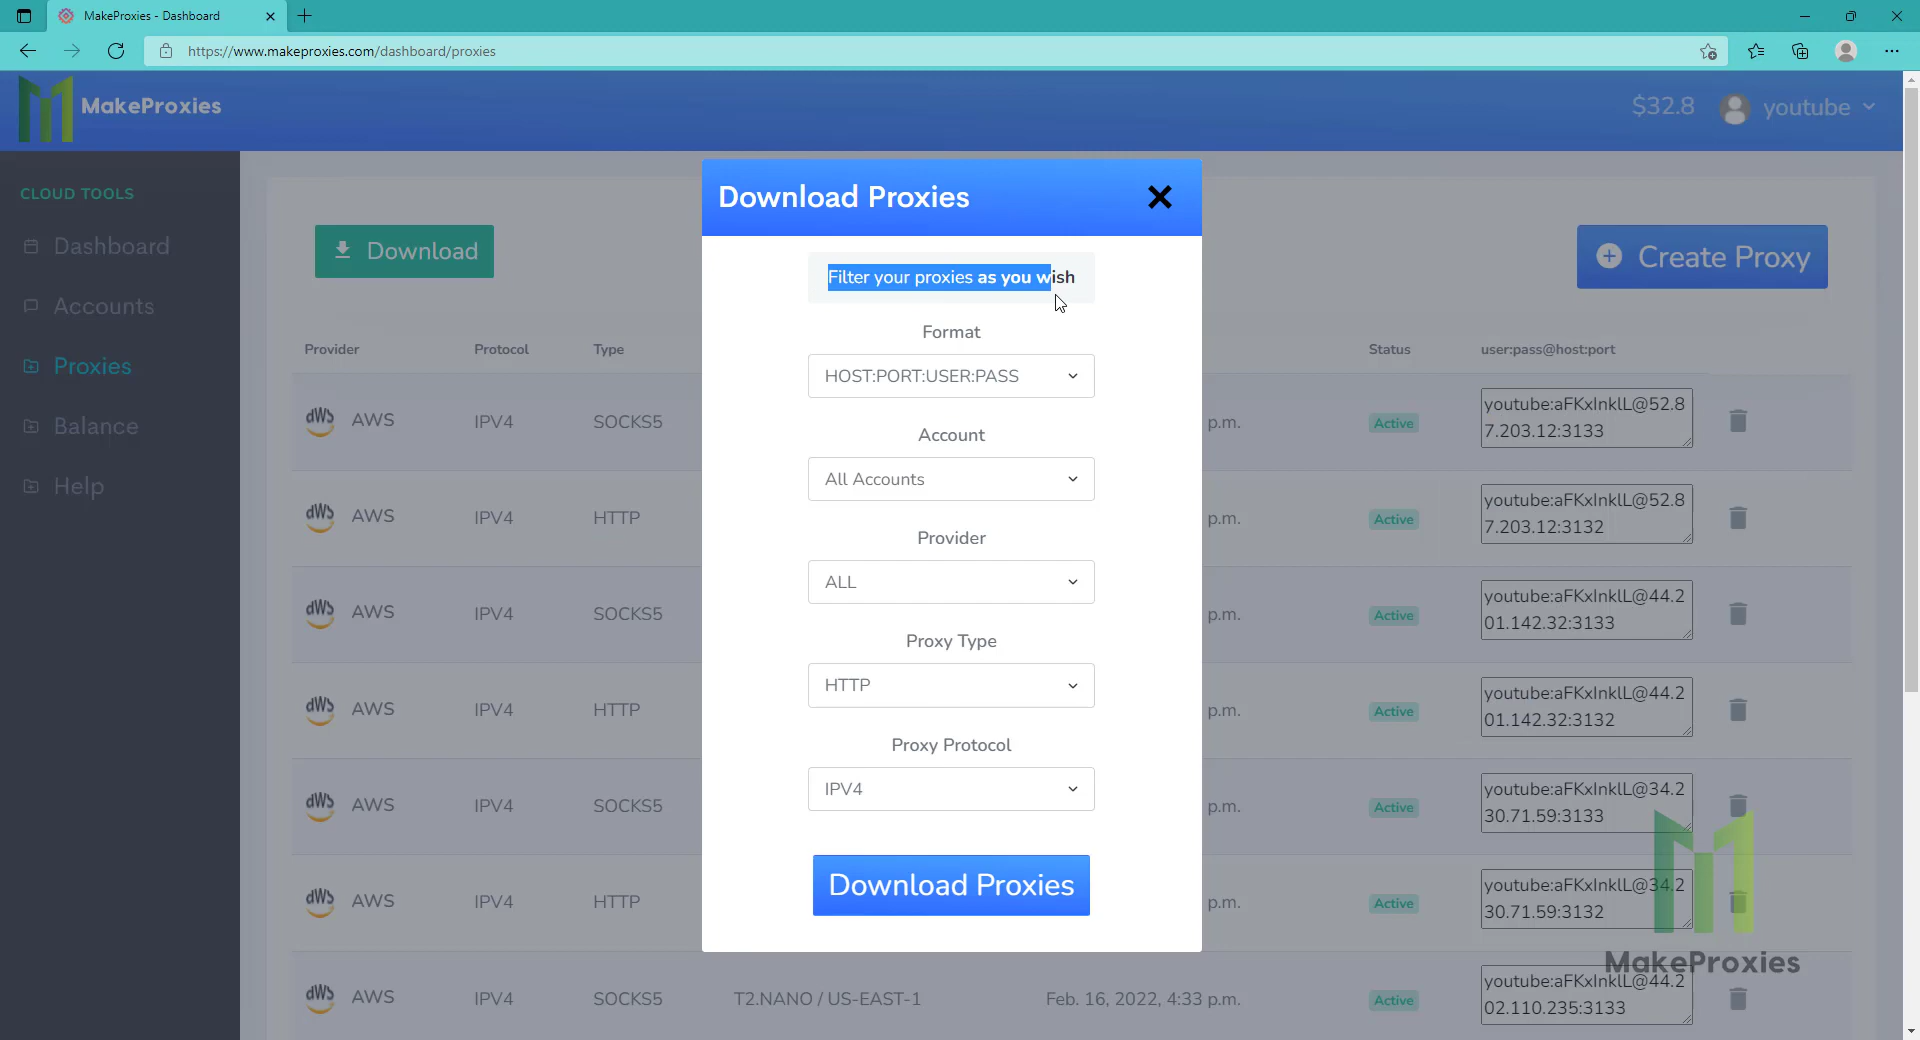 MakeProxies - Dashboard
https://www.makeproxies.com/dashboard/proxies
MakeProxies
$32.8
youtube
CLOUD TOOLS
Dashboard
Accounts
Proxies
Balance
Help
Download
Create Proxy
Provider Protocol Type Status user:pass@host:port
aws AWS IPV4 SOCKS5 p.m. Active youtube:aFKxInklL@52.8
7.203.12:3133
aws AWS IPV4 HTTP p.m. Active youtube:aFKxInklL@52.8
7.203.12:3132
aws AWS IPV4 SOCKS5 p.m. Active youtube:aFKxInklL@44.2
01.142.32:3133
aws AWS IPV4 HTTP p.m. Active youtube:aFKxInklL@44.2
01.142.32:3132
aws AWS IPV4 SOCKS5 p.m. Active youtube:aFKxInklL@34.2
30.71.59:3133
aws AWS IPV4 HTTP p.m. Active youtube:aFKxInklL@34.2
30.71.59:3132
aws AWS IPV4 SOCKS5 T2.NANO / US-EAST-1 Feb. 16, 2022, 4:33 p.m. Active youtube:aFKxInklL@44.2
02.110.235:3133
Download Proxies
Filter your proxies as you wish
Format
HOST:PORT:USER:PASS
Account
All Accounts
Provider
ALL
Proxy Type
HTTP
Proxy Protocol
IPV4
Download Proxies
MakeProxies